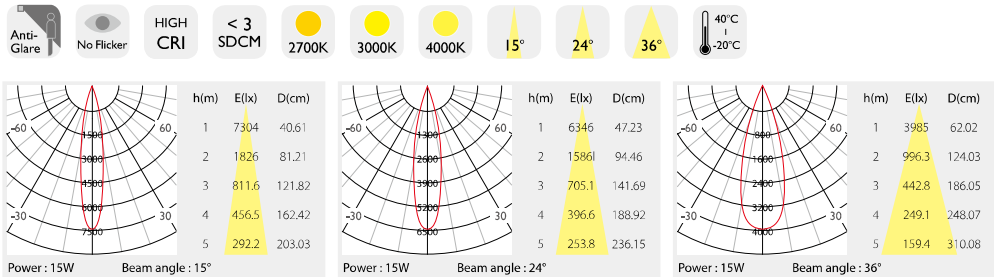 Anti-
Glare
No Flicker
HIGH
CRI
< 3
SDCM
2700K
3000K
4000K
15°
24°
36°
40°C
-20°C
h(m) E(lx) D(cm)
1 7304 40.61
2 1826 81.21
3 811.6 121.82
4 456.5 162.42
5 292.2 203.03
-60 60
-30 30
1500
3000
4500
6000
7500
Power : 15W Beam angle : 15°
h(m) E(lx) D(cm)
1 6346 47.23
2 1586l 94.46
3 705.1 141.69
4 396.6 188.92
5 253.8 236.15
-60 60
-30 30
1300
2600
3900
5200
6500
Power : 15W Beam angle : 24°
h(m) E(lx) D(cm)
1 3985 62.02
2 996.3 124.03
3 442.8 186.05
4 249.1 248.07
5 159.4 310.08
-60 60
-30 30
800
1600
2400
3200
4000
Power : 15W Beam angle : 36°